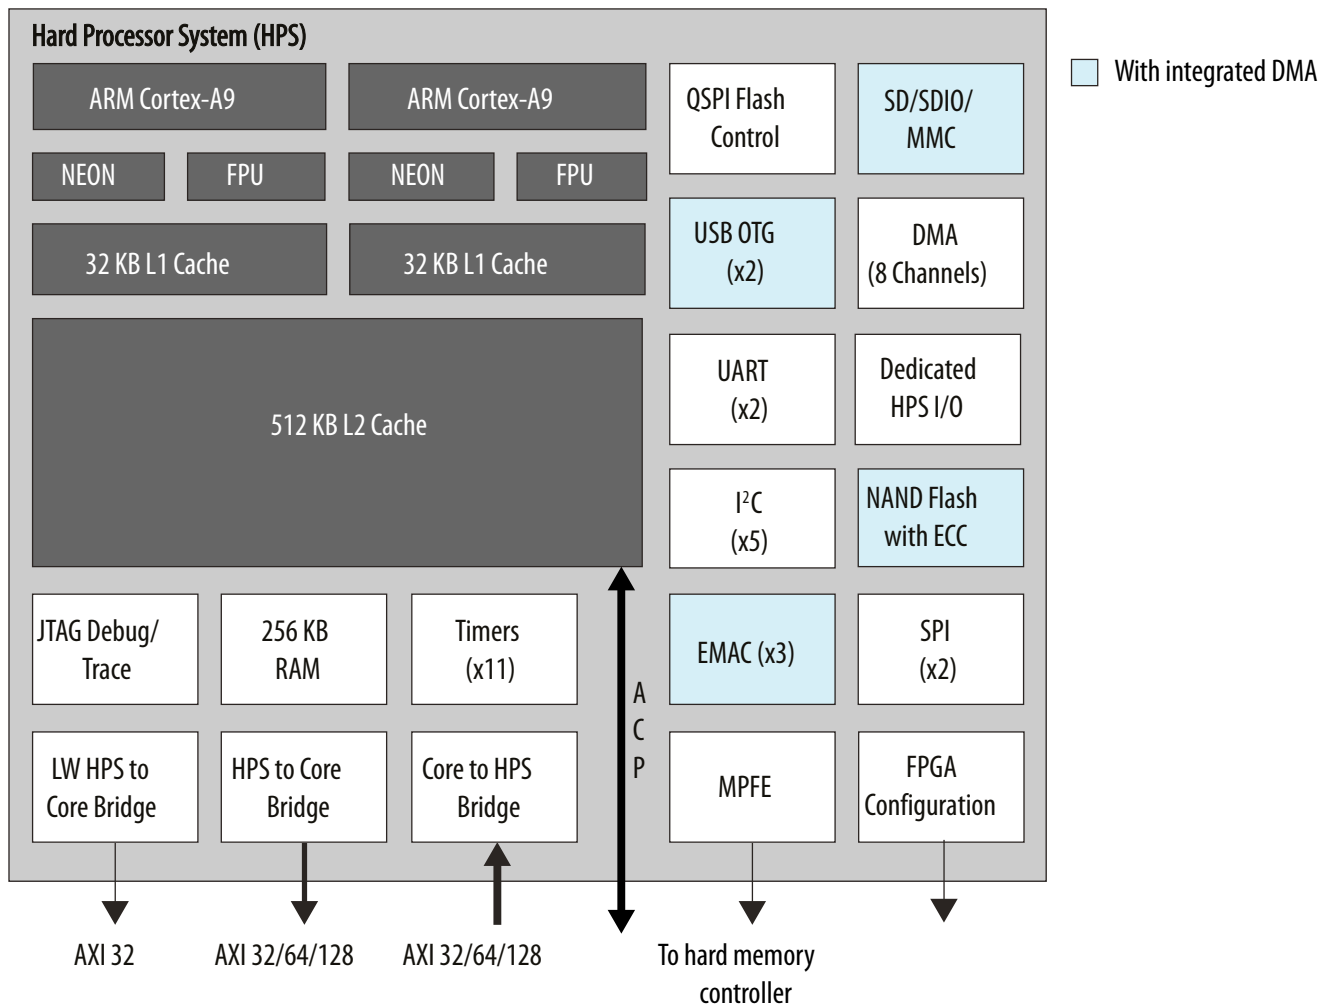 Hard Processor System (HPS)
With integrated DMA
ARM Cortex-A9
ARM Cortex-A9
QSPI Flash
Control
SD/SDIO/
MMC
NEON
FPU
NEON
FPU
USB OTG
(x2)
DMA
(8 Channels)
32 KB L1 Cache
32 KB L1 Cache
512 KB L2 Cache
UART
(x2)
Dedicated
HPS I/O
I²C
(x5)
NAND Flash
with ECC
JTAG Debug/
Trace
256 KB
RAM
Timers
(x11)
A
C
P
EMAC (x3)
SPI
(x2)
LW HPS to
Core Bridge
HPS to Core
Bridge
Core to HPS
Bridge
MPFE
FPGA
Configuration
AXI 32
AXI 32/64/128
AXI 32/64/128
To hard memory
controller